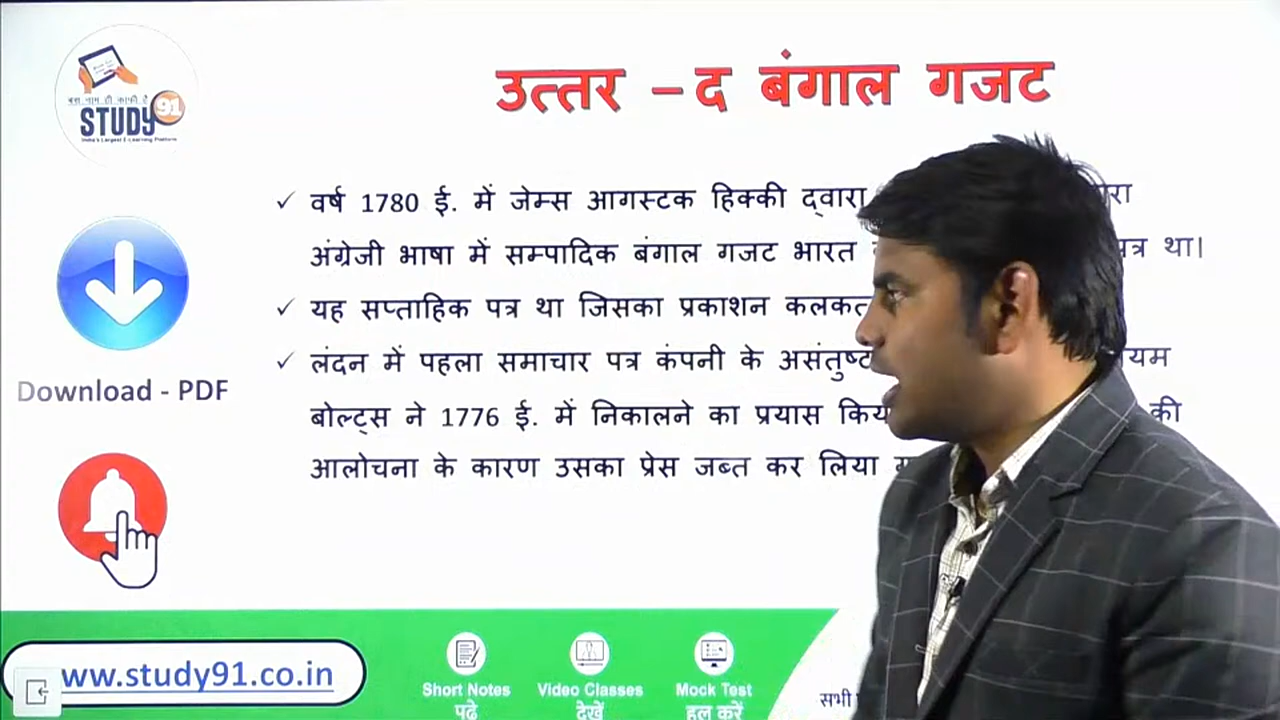 बस नाम ही काफी है
STUDY 91
India's Largest E-Learning Platform
उत्तर – द बंगाल गजट
✓ वर्ष 1780 ई. में जेम्स आगस्टक हिक्की द्वारा
अंग्रेजी भाषा में सम्पादिक बंगाल गजट भारत पत्र था।
✓ यह सप्ताहिक पत्र था जिसका प्रकाशन
✓ लंदन में पहला समाचार पत्र कंपनी के
बोल्ट्स ने 1776 ई. में निकालने का प्रयास की
आलोचना के कारण उसका प्रेस जब्त कर लिया
Download - PDF
www.study91.co.in
Short Notes
पढ़े
Video Classes
देखें
Mock Test
हल करें
सभी